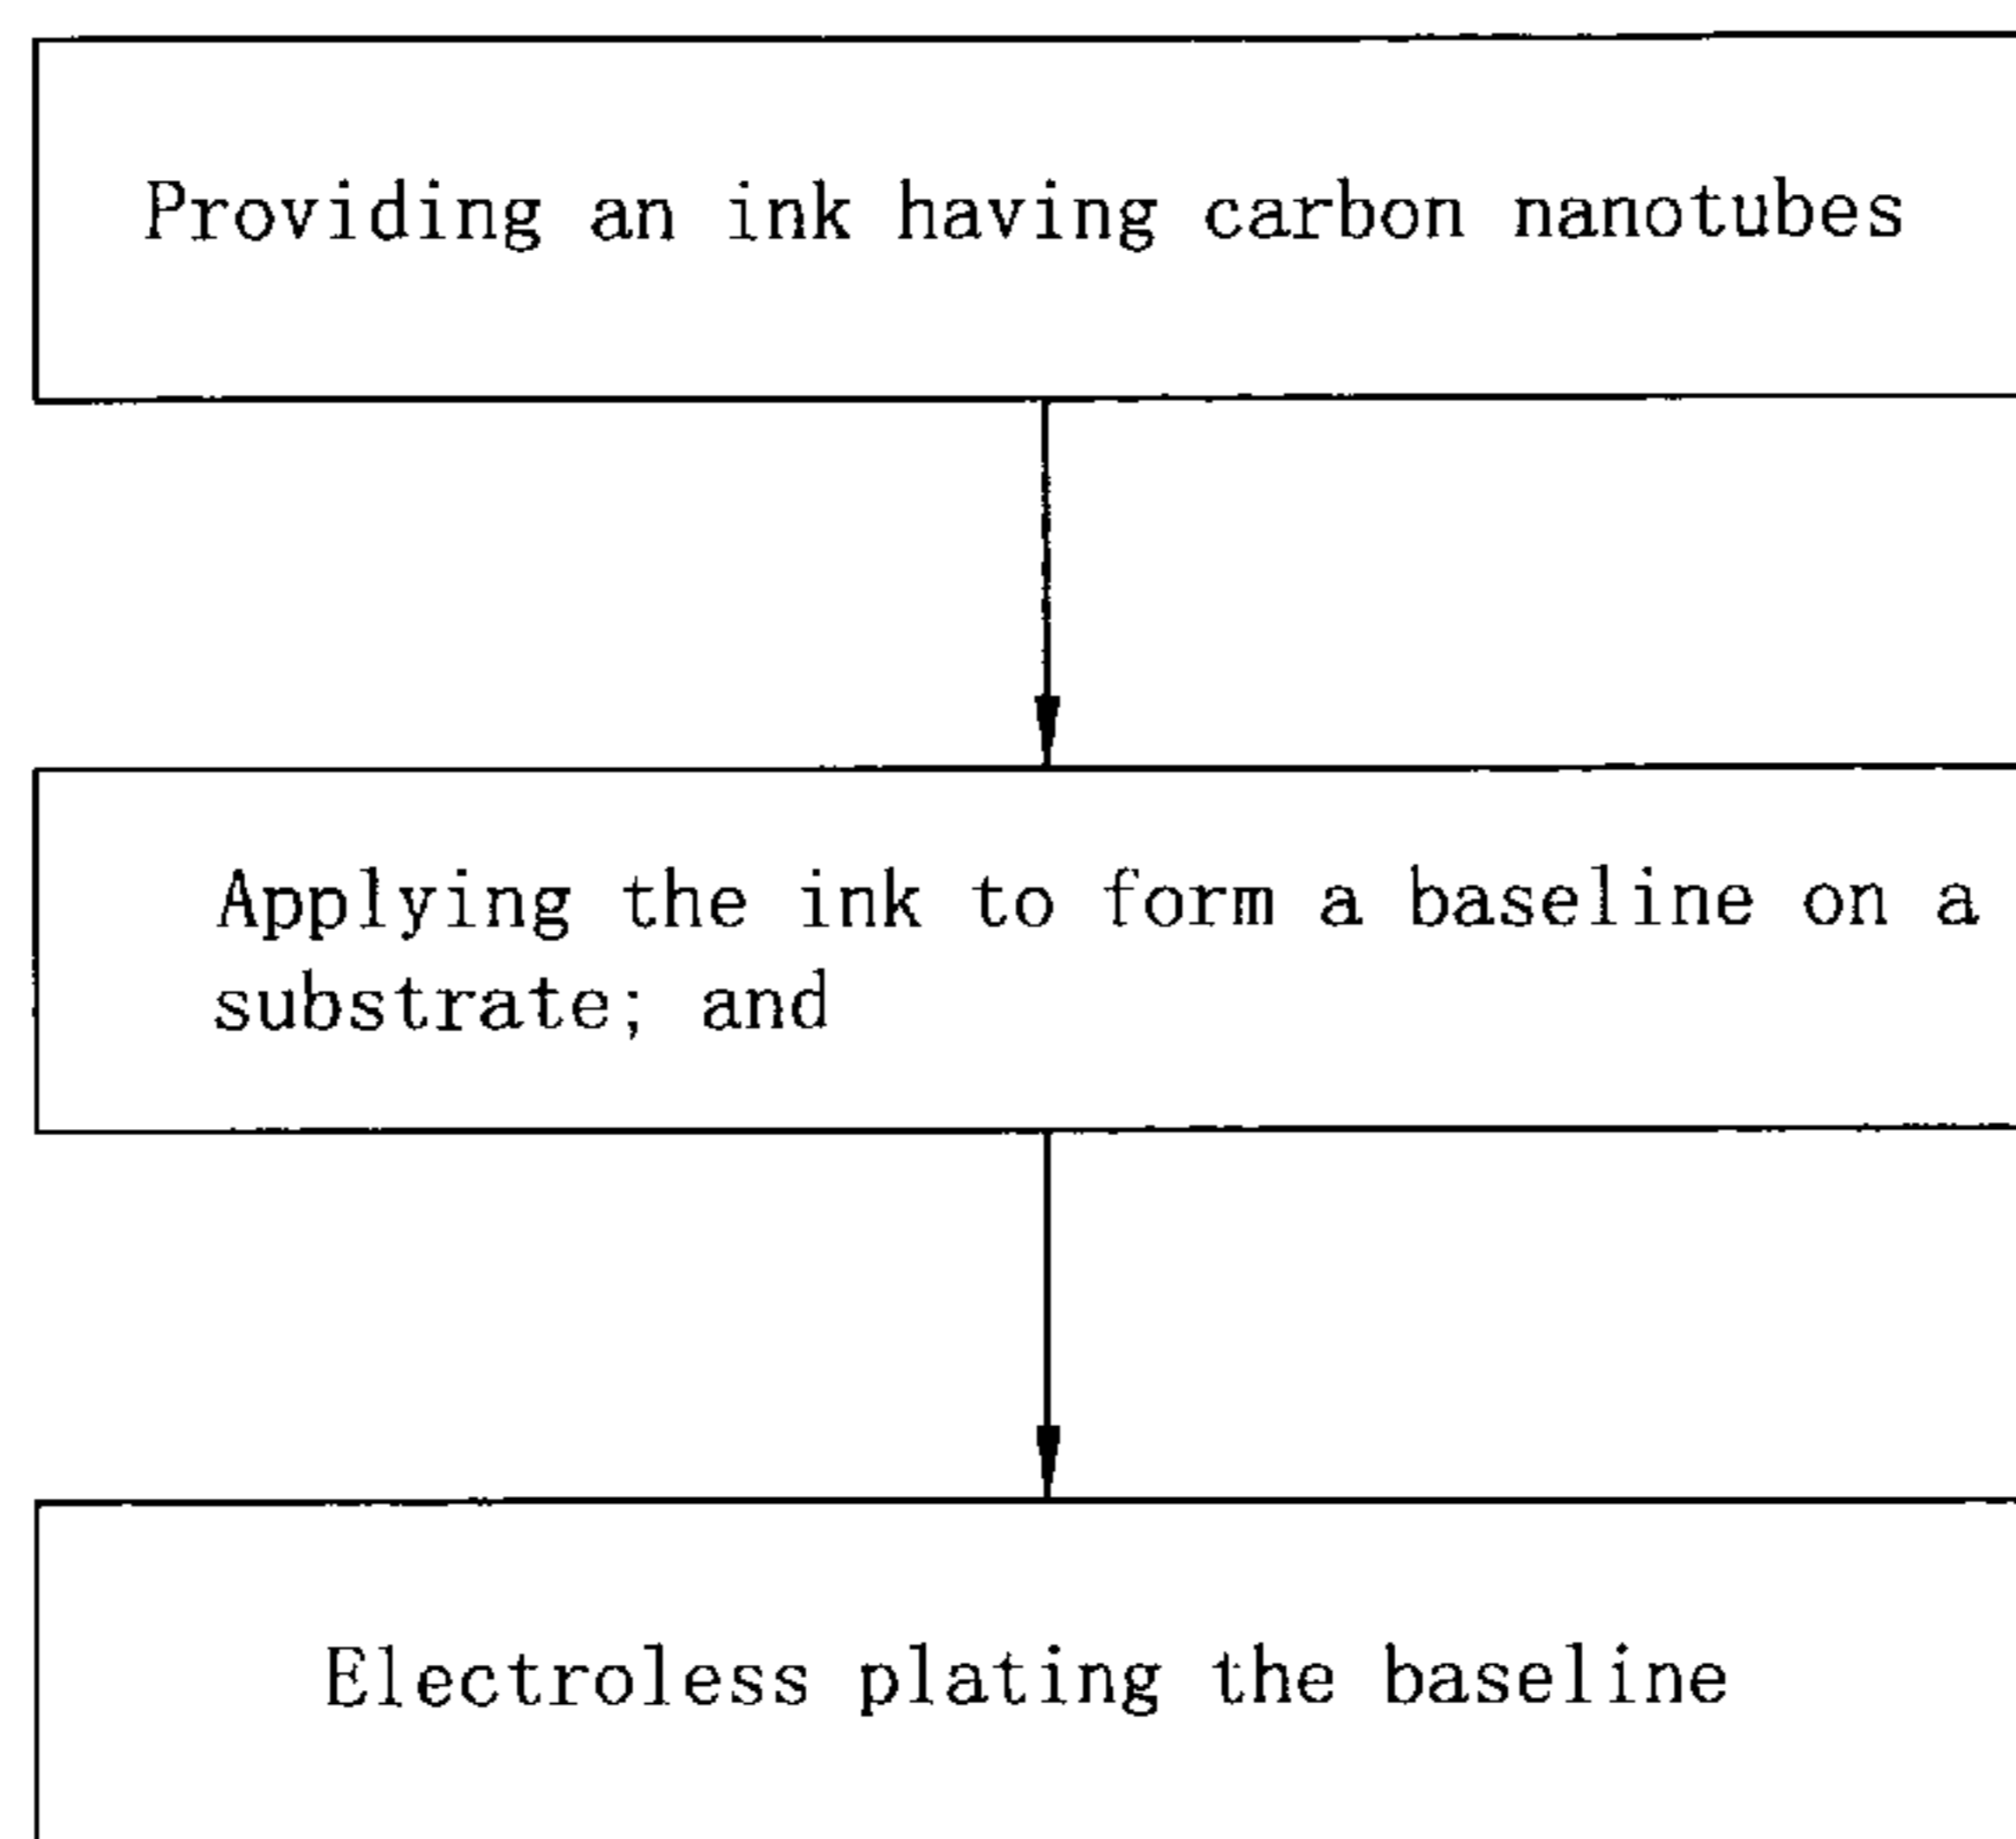 Providing an ink having carbon nanotubes
Applying the ink to form a baseline on a
substrate; and
Electroless plating the baseline